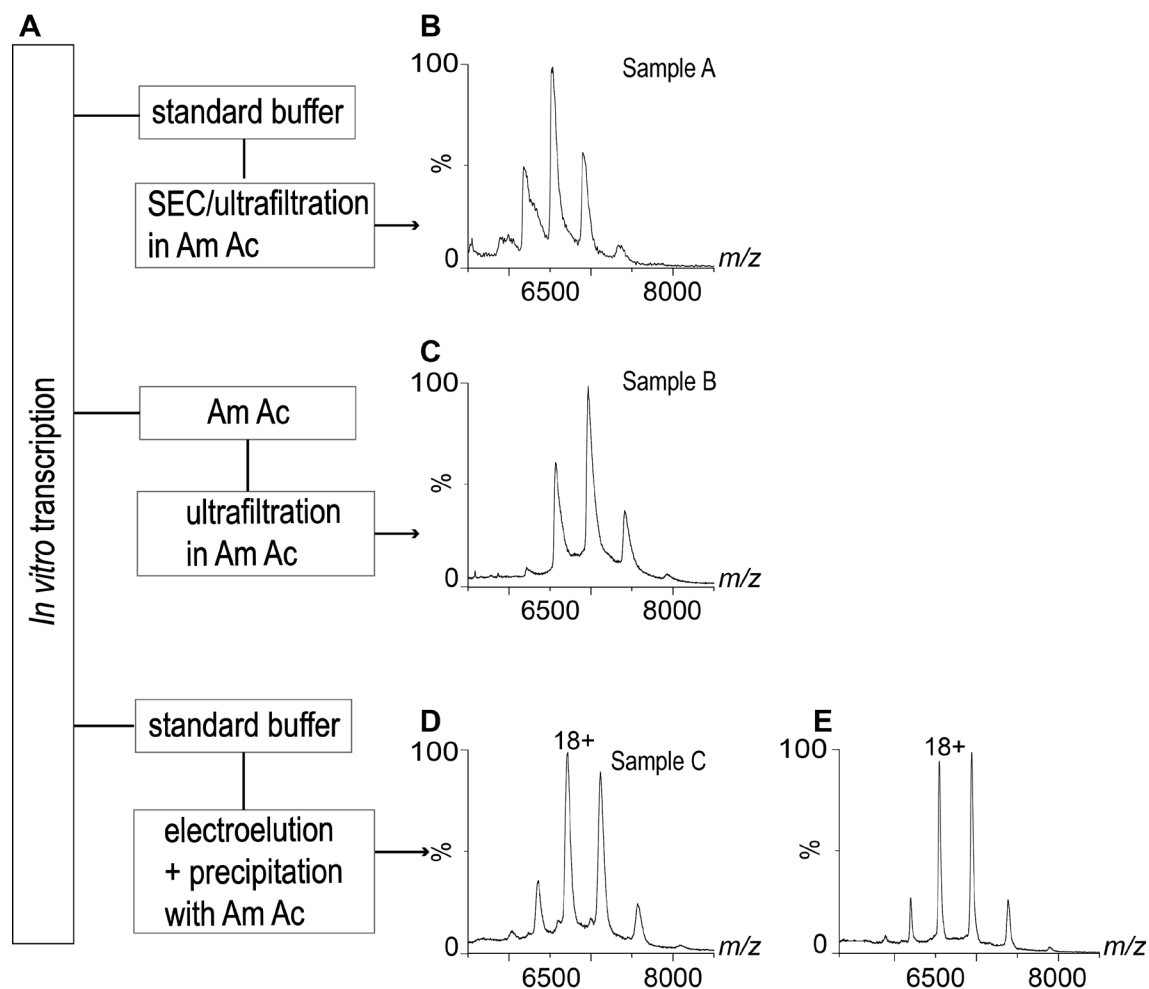 A
In vitro transcription
standard buffer
SEC/ultrafiltration
in Am Ac
B
Sample A
100
%
0
m/z
6500
8000
Am Ac
ultrafiltration
in Am Ac
C
Sample B
100
%
0
m/z
6500
8000
standard buffer
electroelution
+ precipitation
with Am Ac
D
18+
Sample C
100
%
0
m/z
6500
8000
E
18+
100
%
0
m/z
6500
8000